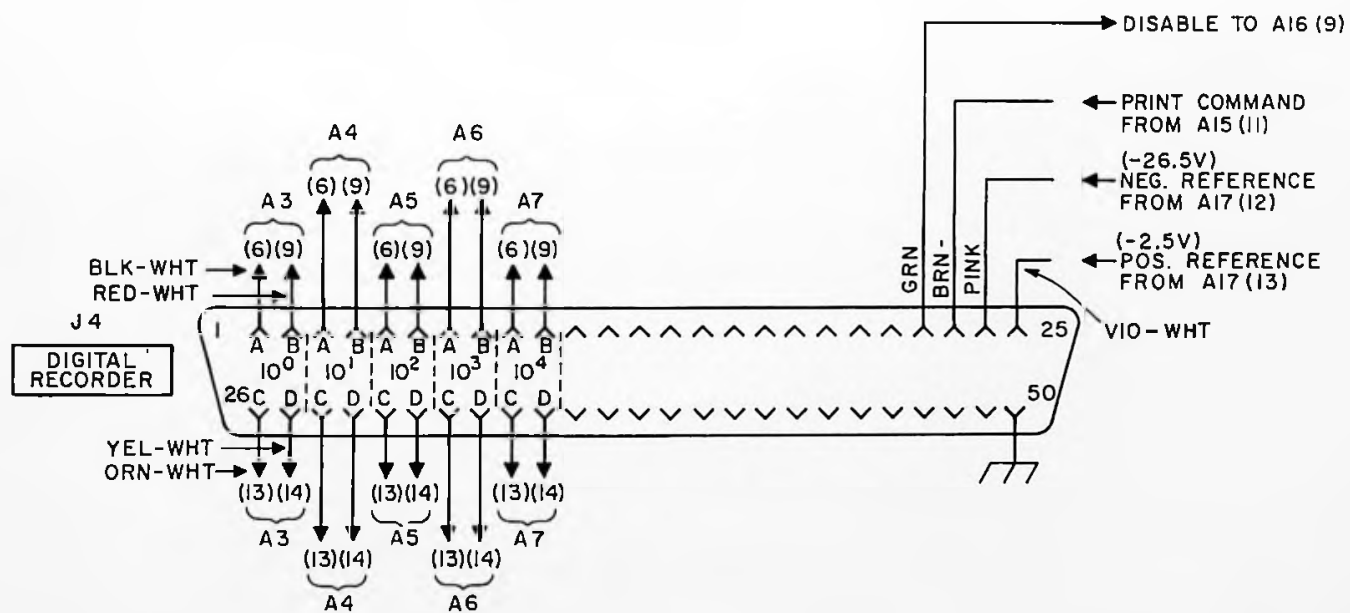 DISABLE TO A16 (9)
PRINT COMMAND
FROM A15 (11)
(-26.5V)
NEG. REFERENCE
FROM A17 (12)
(-2.5V)
POS. REFERENCE
FROM A17 (13)
VIO-WHT
GRN
BRN-
PINK
A4
A6
(6)(9)
(6)(9)
A3
A5
A7
(6)(9)
(6)(9)
(6)(9)
BLK-WHT
RED-WHT
J4
DIGITAL
RECORDER
1
25
A B A B A B A B A B
10⁰ 10¹ 10² 10³ 10⁴
26
50
C D C D C D C D C D
YEL-WHT
ORN-WHT
(13)(14)
(13)(14)
(13)(14)
A3
A5
A7
(13)(14)
(13)(14)
A4
A6